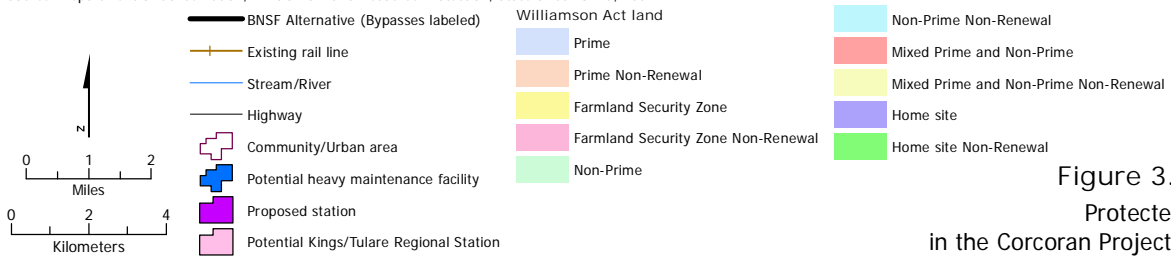 BNSF Alternative (Bypasses labeled)
Existing rail line
Stream/River
Highway
Community/Urban area
Potential heavy maintenance facility
Proposed station
Potential Kings/Tulare Regional Station
Williamson Act land
Prime
Prime Non-Renewal
Farmland Security Zone
Farmland Security Zone Non-Renewal
Non-Prime
Non-Prime Non-Renewal
Mixed Prime and Non-Prime
Mixed Prime and Non-Prime Non-Renewal
Home site
Home site Non-Renewal
N
0 1 2
Miles
0 2 4
Kilometers
Figure 3.
Protecte
in the Corcoran Project